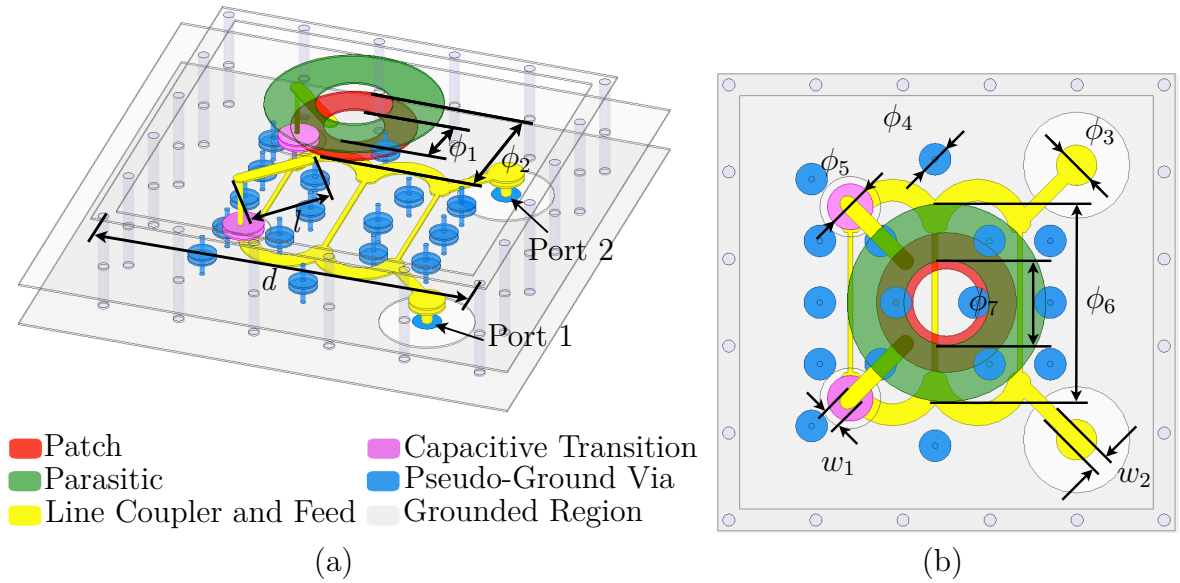 ϕ1
ϕ2
l
d
Port 2
Port 1
ϕ3
ϕ4
ϕ5
ϕ6
ϕ7
w1
w2
Patch
Parasitic
Line Coupler and Feed
Capacitive Transition
Pseudo-Ground Via
Grounded Region
(a)
(b)